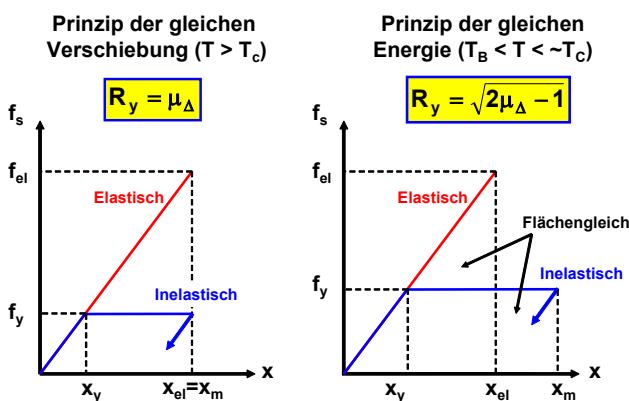 Prinzip der gleichen
Verschiebung (T > Tc)
Ry = μΔ
fs
fel
Elastisch
Inelastisch
fy
xy
xel=xm
x
Prinzip der gleichen
Energie (TB < T < ~TC)
Ry = √2μΔ − 1
fs
fel
Elastisch
Flächengleich
Inelastisch
fy
xy
xel
xm
x